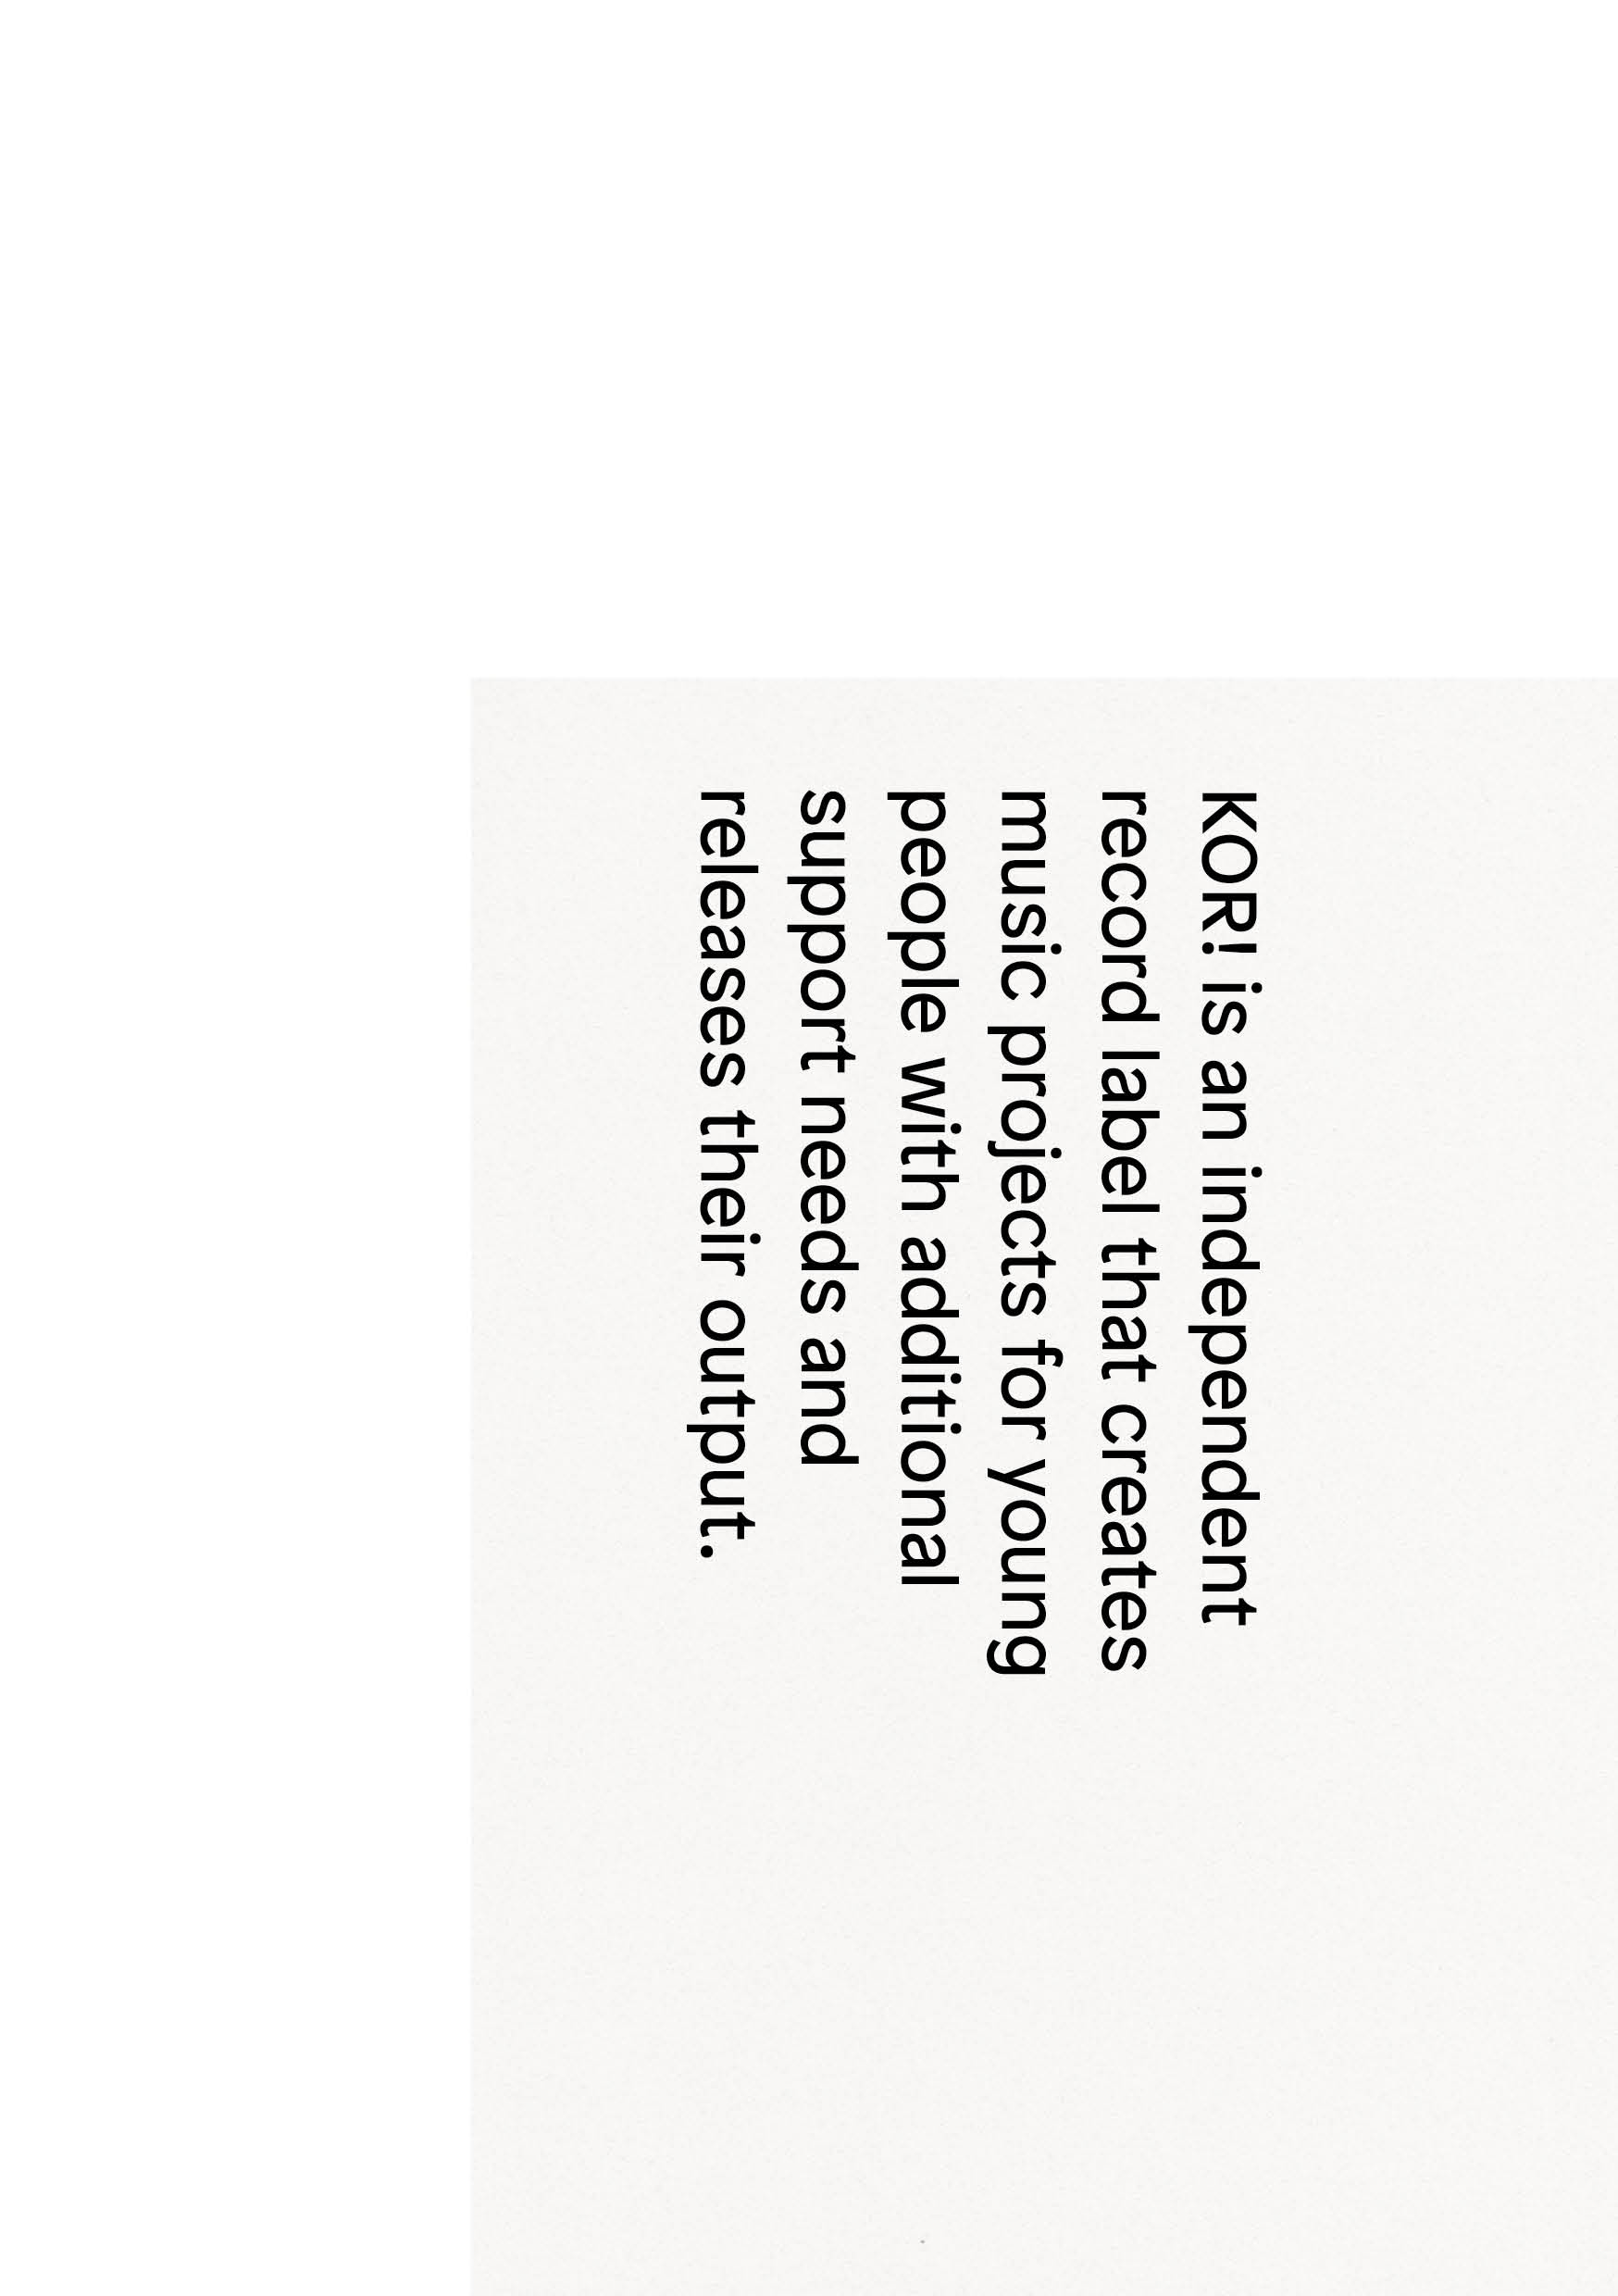 KOR! is an independent
record label that creates
music projects for young
people with additional
support needs and
releases their output.